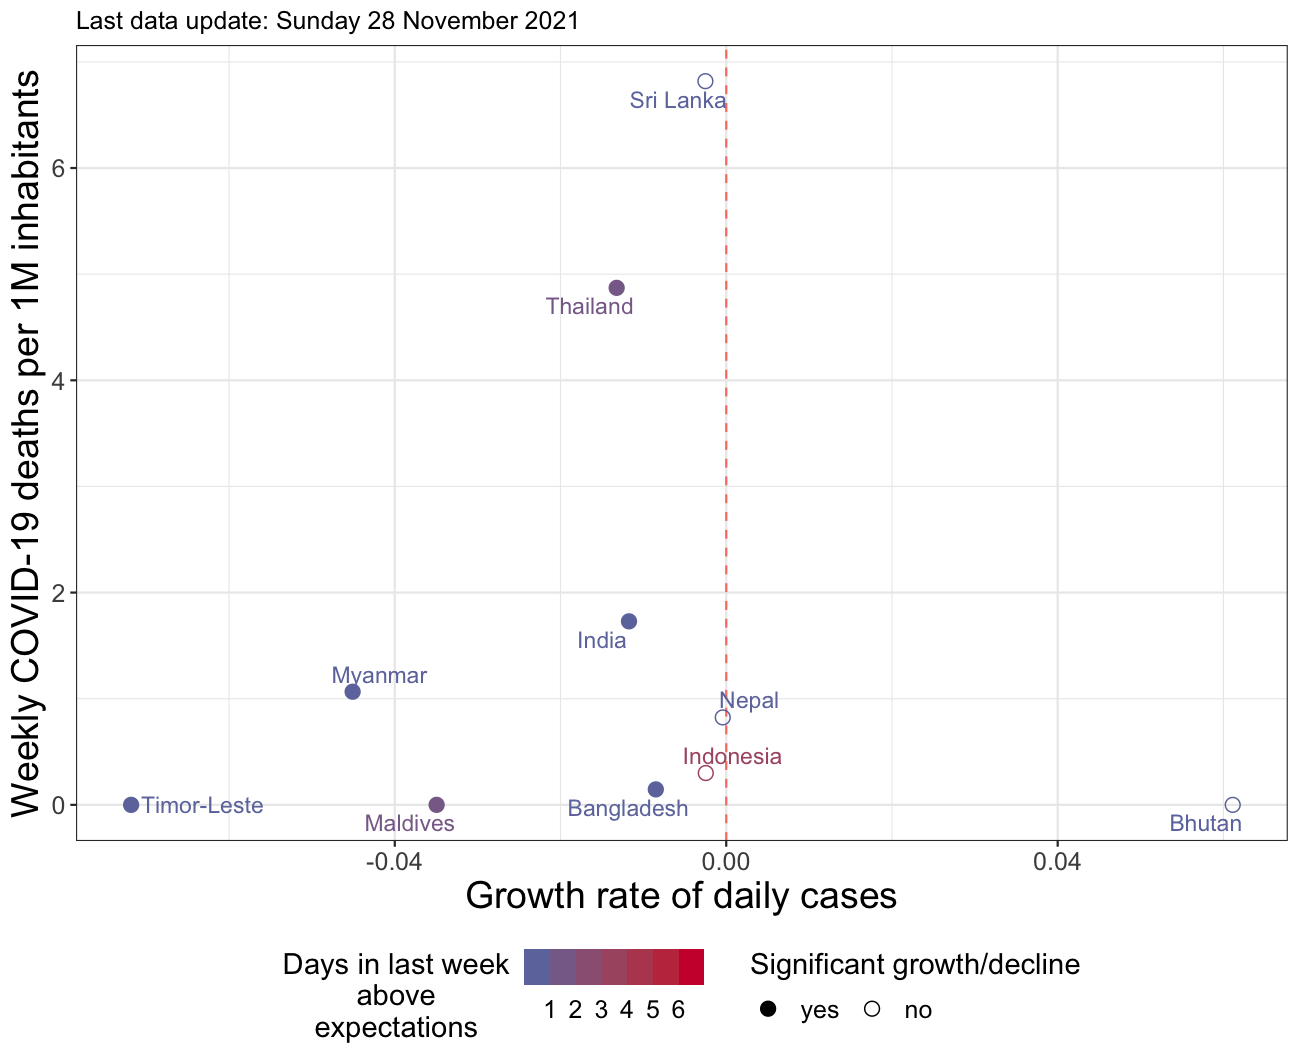 Last data update: Sunday 28 November 2021
Weekly COVID-19 deaths per 1M inhabitants
6
4
2
0
Sri Lanka
Thailand
India
Myanmar
Nepal
Indonesia
Bangladesh
Timor-Leste
Maldives
Bhutan
-0.04 0.00 0.04
Growth rate of daily cases
Days in last week
above
expectations
1 2 3 4 5 6
Significant growth/decline
yes no